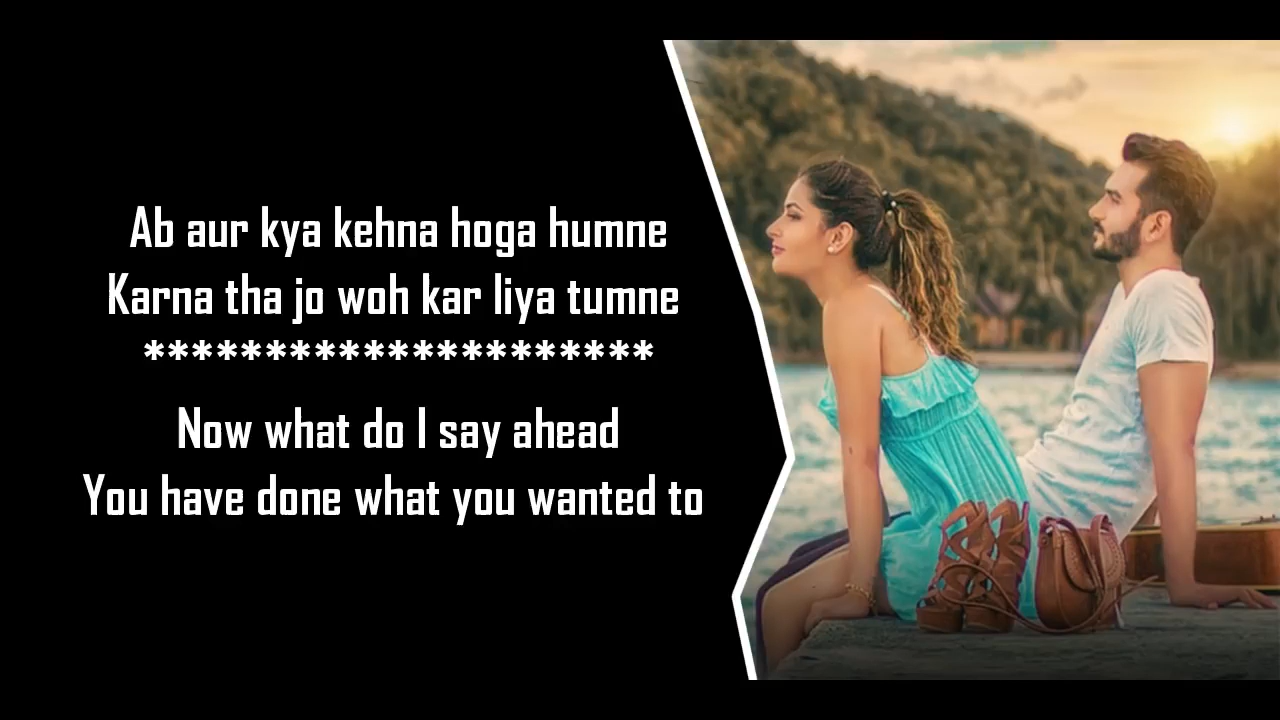 Ab aur kya kehna hoga humne
Karna tha jo woh kar liya tumne
*********************
Now what do I say ahead
You have done what you wanted to